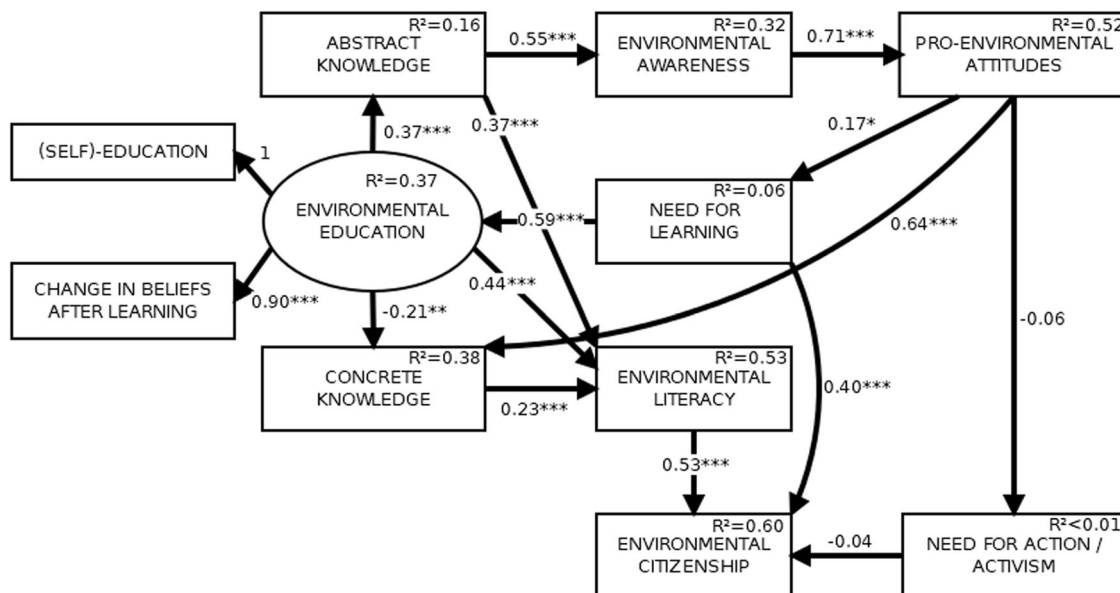 R²=0.16
ABSTRACT
KNOWLEDGE
0.55***
R²=0.32
ENVIRONMENTAL
AWARENESS
0.71***
R²=0.52
PRO-ENVIRONMENTAL
ATTITUDES
0.37***
0.37***
0.17*
(SELF)-EDUCATION
1
R²=0.37
ENVIRONMENTAL
EDUCATION
0.59***
R²=0.06
NEED FOR
LEARNING
0.64***
CHANGE IN BELIEFS
AFTER LEARNING
0.90***
-0.21**
0.44***
-0.06
R²=0.38
CONCRETE
KNOWLEDGE
0.23***
R²=0.53
ENVIRONMENTAL
LITERACY
0.40***
0.53***
R²=0.60
ENVIRONMENTAL
CITIZENSHIP
-0.04
R²<0.01
NEED FOR ACTION /
ACTIVISM